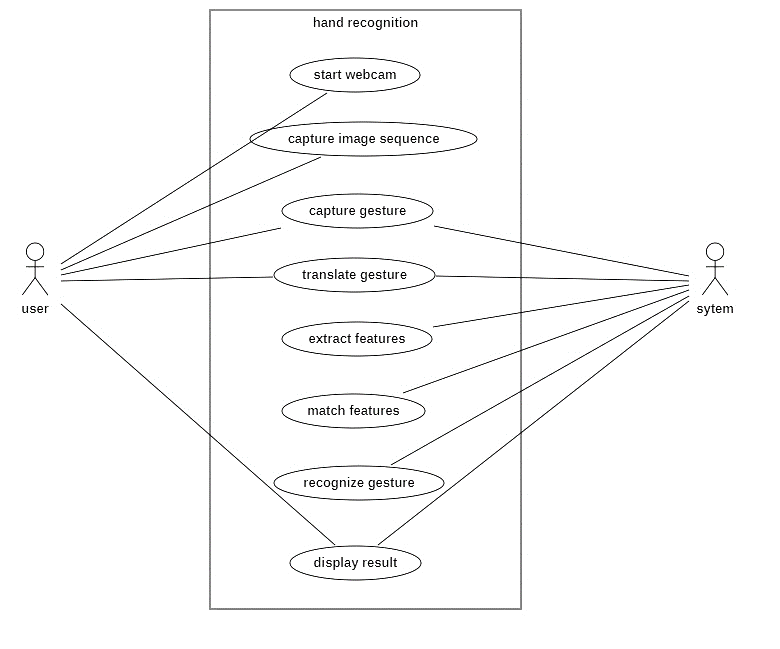 hand recognition
start webcam
capture image sequence
capture gesture
translate gesture
user
sytem
extract features
match features
recognize gesture
display result